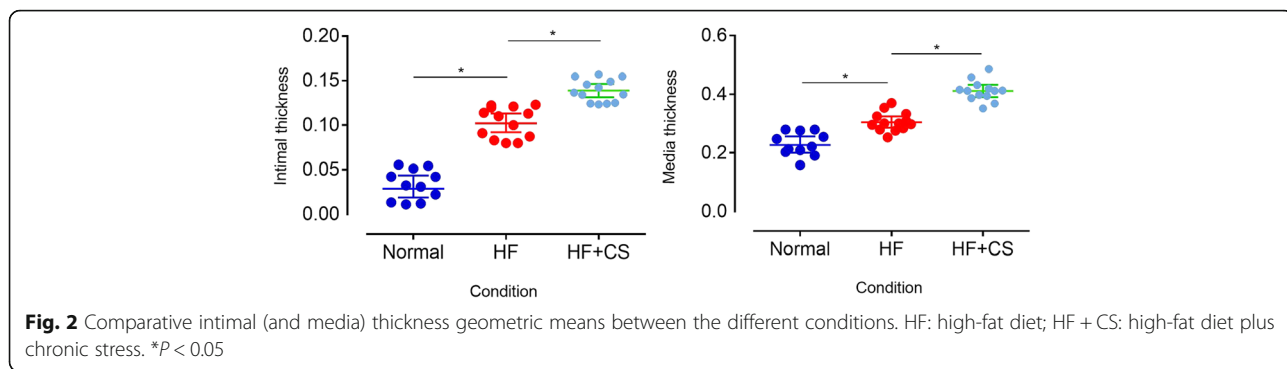 *
*
0.20
0.15
0.10
0.05
0.00
Intimal thickness
Normal
HF
HF+CS
Condition
*
*
0.6
0.4
0.2
0.0
Media thickness
Normal
HF
HF+CS
Condition
Fig. 2 Comparative intimal (and media) thickness geometric means between the different conditions. HF: high-fat diet; HF + CS: high-fat diet plus
chronic stress. *P < 0.05